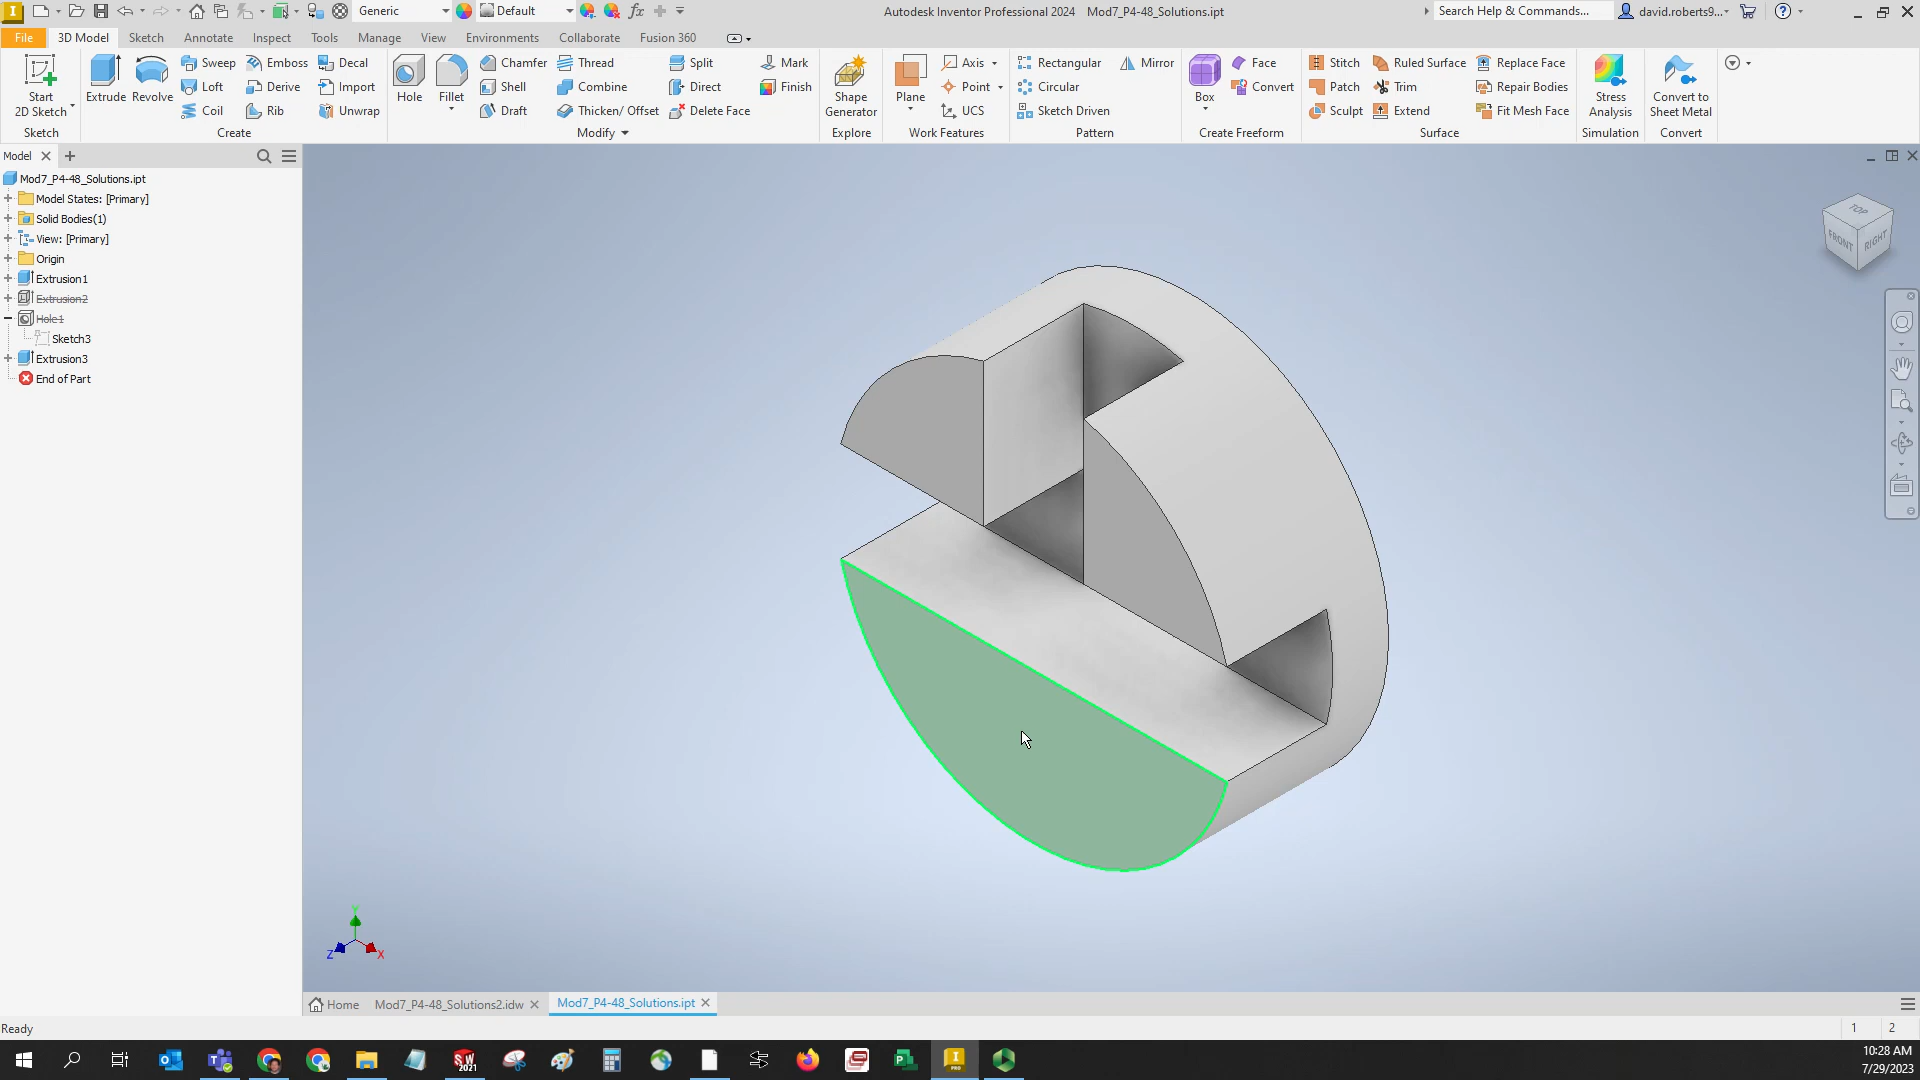 Generic
Default
Autodesk Inventor Professional 2024 Mod7_P4-48_Solutions.ipt
Search Help & Commands...
david.roberts9...
File 3D Model Sketch Annotate Inspect Tools Manage View Environments Collaborate Fusion 360
Start
2D Sketch
Sketch
Extrude
Revolve
Sweep
Emboss
Decal
Loft
Derive
Import
Coil
Rib
Unwrap
Create
Hole
Fillet
Chamfer
Thread
Split
Mark
Shell
Combine
Direct
Finish
Draft
Thicken/ Offset
Delete Face
Modify
Shape
Generator
Explore
Plane
Axis
Point
UCS
Work Features
Rectangular
Mirror
Circular
Sketch Driven
Pattern
Box
Face
Convert
Create Freeform
Stitch
Ruled Surface
Replace Face
Patch
Trim
Repair Bodies
Sculpt
Extend
Fit Mesh Face
Surface
Stress
Analysis
Simulation
Convert to
Sheet Metal
Convert
Model
Mod7_P4-48_Solutions.ipt
Model States: [Primary]
Solid Bodies(1)
View: [Primary]
Origin
Extrusion1
Extrusion2
Hole1
Sketch3
Extrusion3
End of Part
TOP
FRONT
RIGHT
Y
Z
X
Home
Mod7_P4-48_Solutions2.idw
Mod7_P4-48_Solutions.ipt
Ready
1 2
10:28 AM
7/29/2023